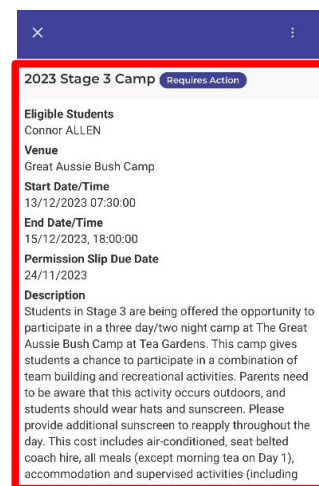 2023 Stage 3 Camp Requires Action
Eligible Students
Connor ALLEN
Venue
Great Aussie Bush Camp
Start Date/Time
13/12/2023 07:30:00
End Date/Time
15/12/2023, 18:00:00
Permission Slip Due Date
24/11/2023
Description
Students in Stage 3 are being offered the opportunity to
participate in a three day/two night camp at The Great
Aussie Bush Camp at Tea Gardens. This camp gives
students a chance to participate in a combination of
team building and recreational activities. Parents need
to be aware that this activity occurs outdoors, and
students should wear hats and sunscreen. Please
provide additional sunscreen to reapply throughout the
day. This cost includes air-conditioned, seat belted
coach hire, all meals (except morning tea on Day 1),
accommodation and supervised activities (including